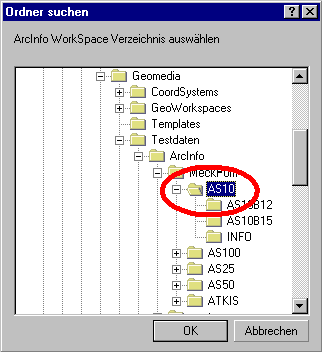 Ordner suchen
ArcInfo WorkSpace Verzeichnis auswählen
Geomedia
CoordSystems
GeoWorkspaces
Templates
Testdaten
ArcInfo
MeckPom
AS10
AS10B12
AS10B15
INFO
AS100
AS25
AS50
ATKIS
OK Abbrechen